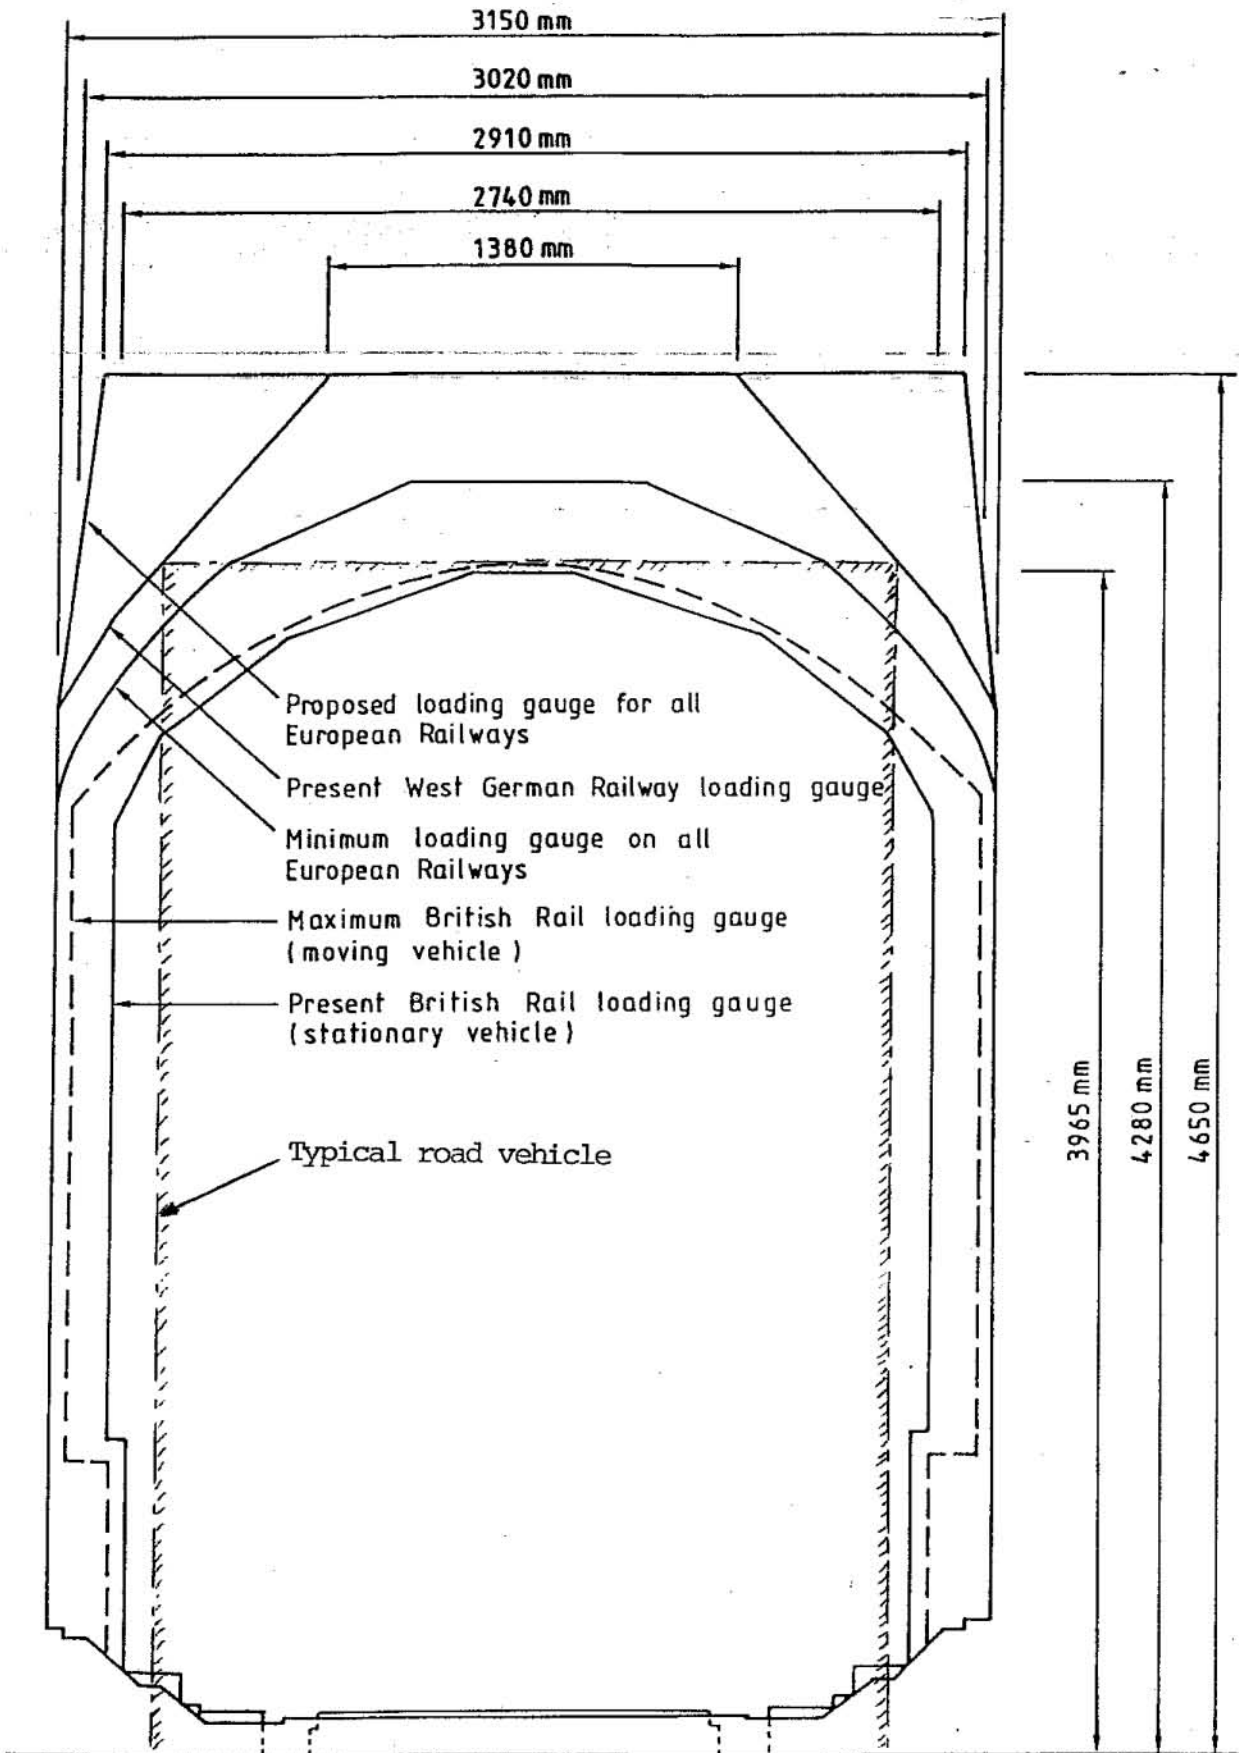 3150 mm
3020 mm
2910 mm
2740 mm
1380 mm
Proposed loading gauge for all
European Railways
Present West German Railway loading gauge
Minimum loading gauge on all
European Railways
Maximum British Rail loading gauge
(moving vehicle)
Present British Rail loading gauge
(stationary vehicle)
Typical road vehicle
3965 mm
4280 mm
4650 mm